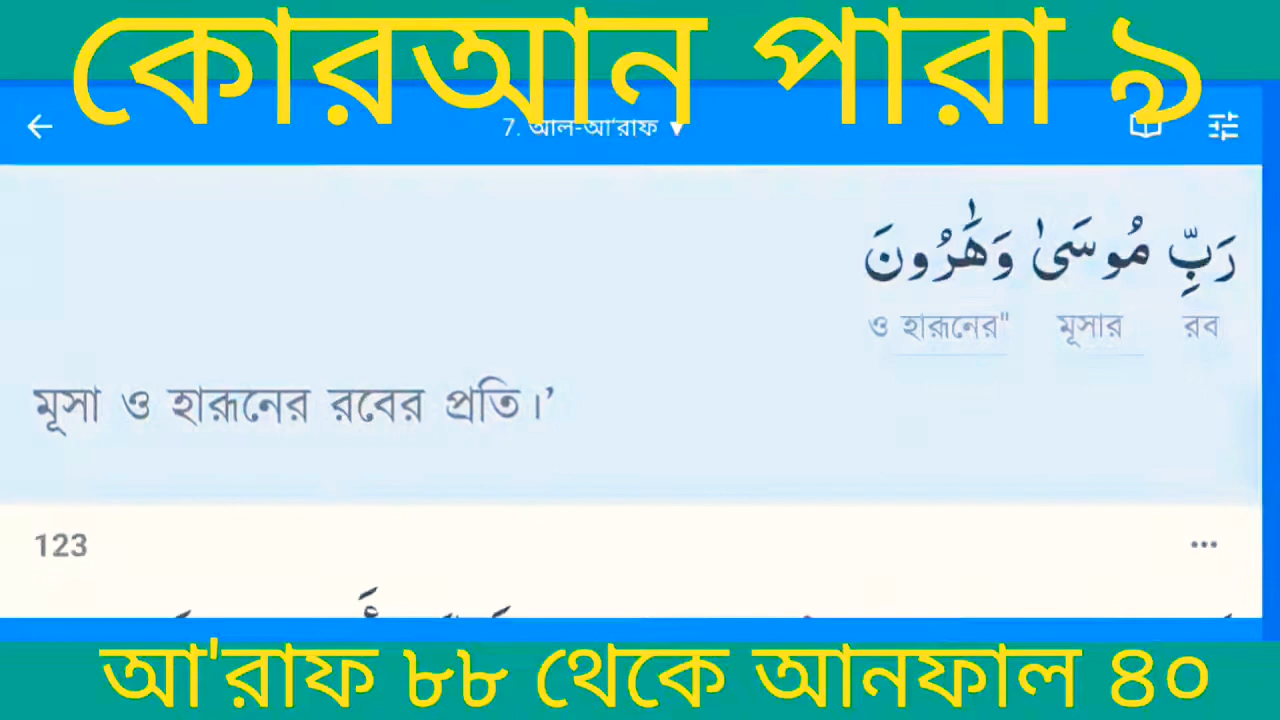 কোরআন পারা ৯
7. আল-আ'রাফ ▼
رَبِّ مُوسَىٰ وَهَٰرُونَ
ও হারূনের" মূসার রব
মূসা ও হারূনের রবের প্রতি।’
123
আ'রাফ ৮৮ থেকে আনফাল ৪০